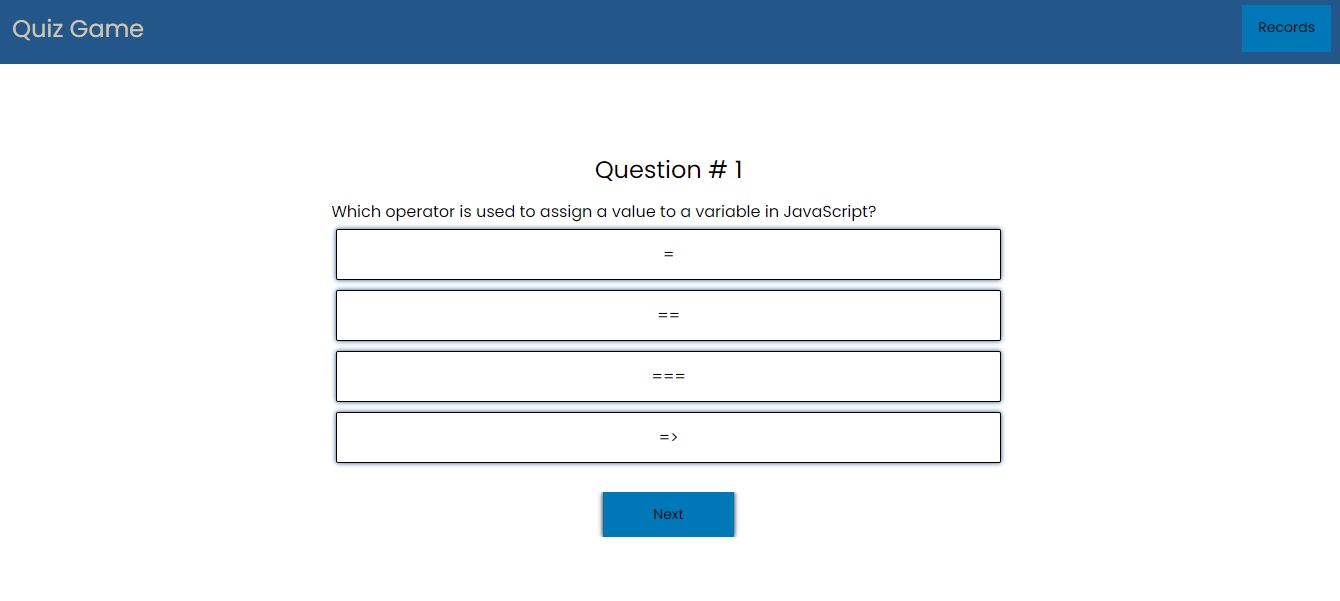 Quiz Game
Records
Question # 1
Which operator is used to assign a value to a variable in JavaScript?
=
==
===
=>
Next